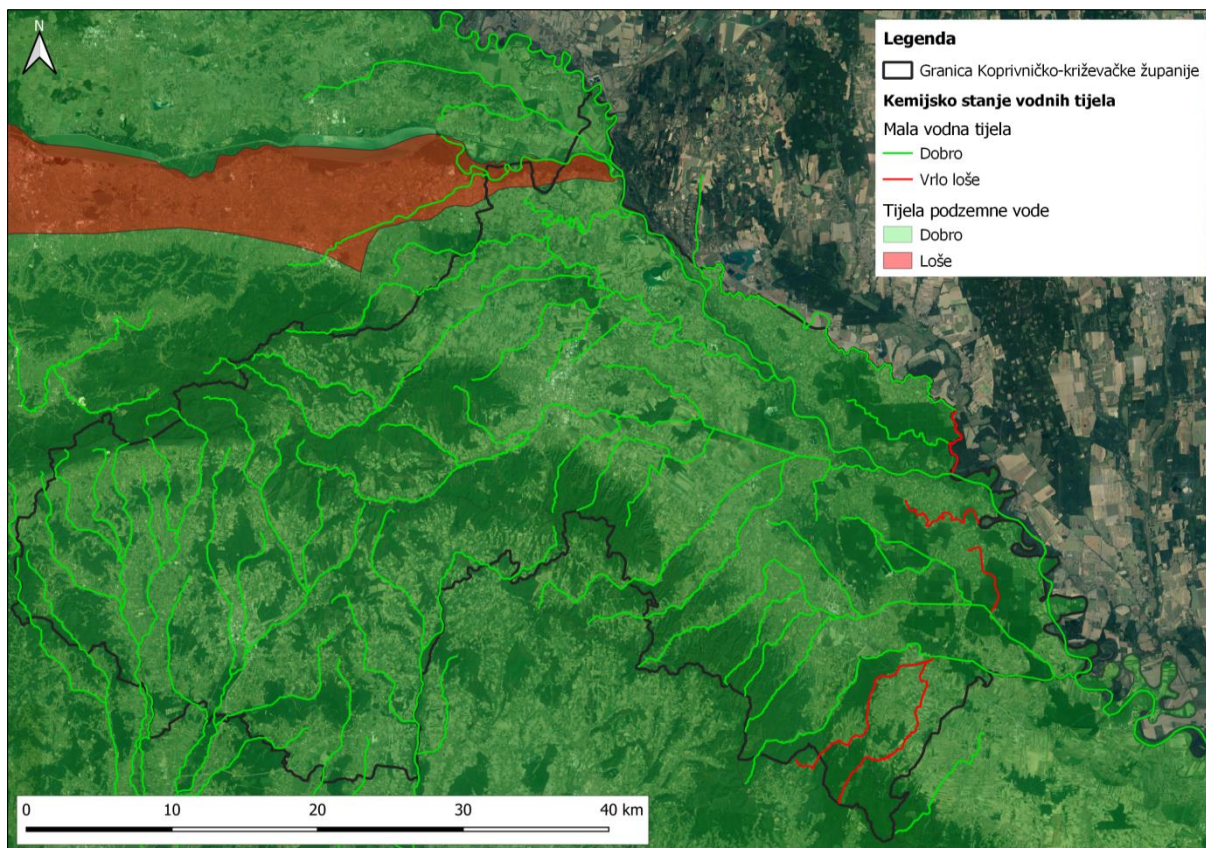 N
Legenda
Granica Koprivničko-križevačke županije
Kemijsko stanje vodnih tijela
Mala vodna tijela
Dobro
Vrlo loše
Tijela podzemne vode
Dobro
Loše
0 10 20 30 40 km